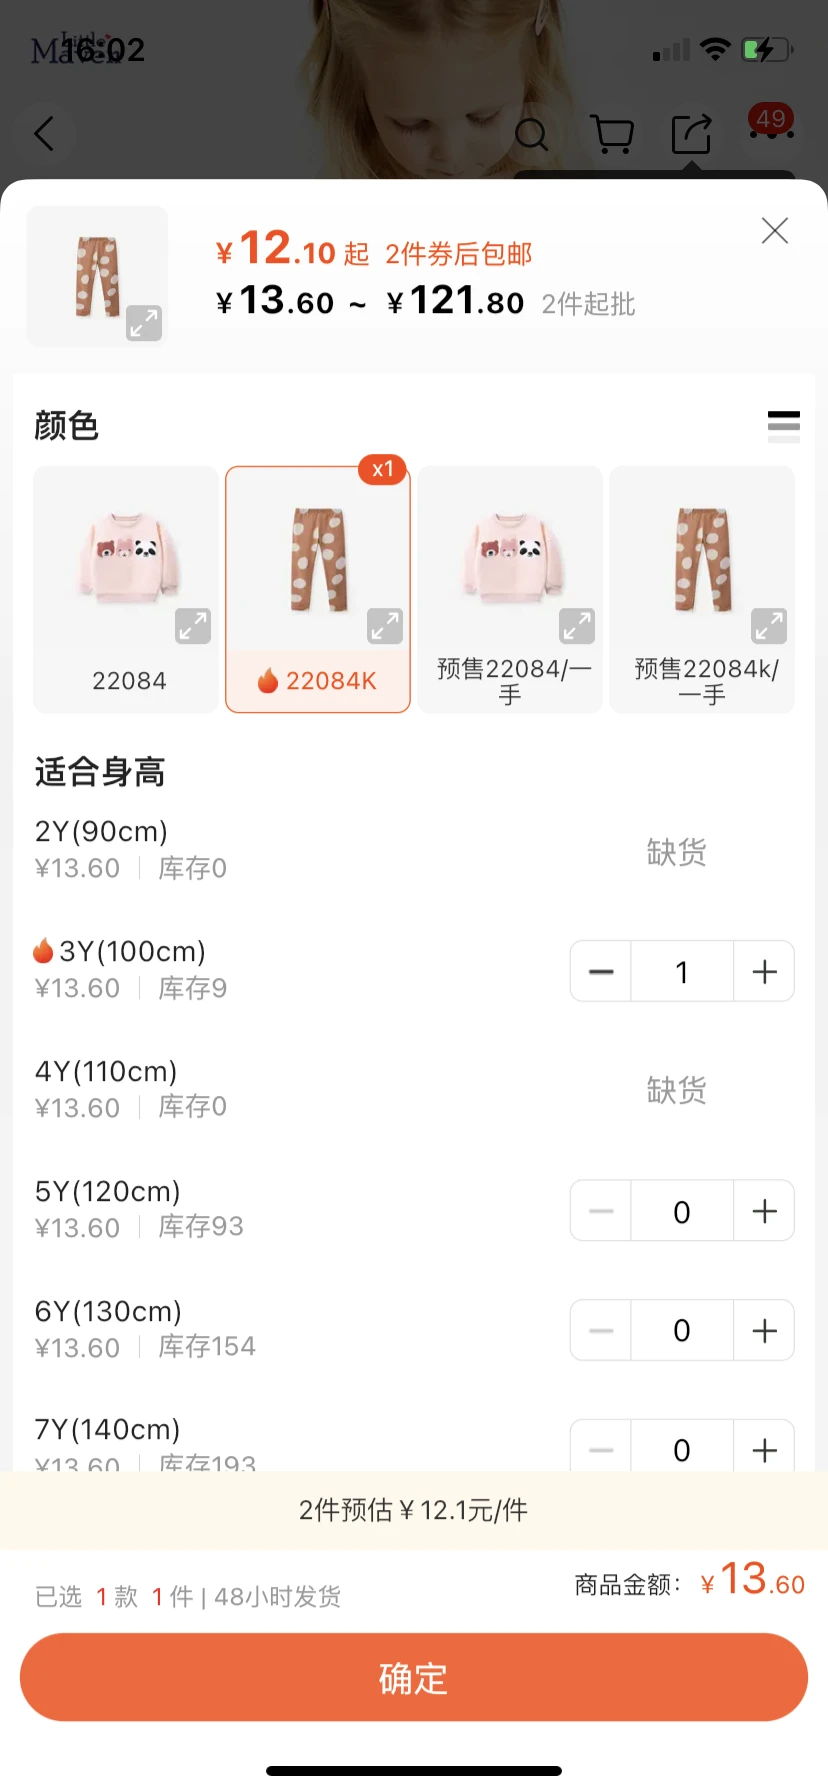 Little
Maven
16:02
49
¥12.10起 2件券后包邮
¥13.60 ~ ¥121.80 2件起批
颜色
x1
22084
22084K
预售22084/一手
预售22084k/一手
适合身高
2Y(90cm)
¥13.60 库存0
缺货
3Y(100cm)
¥13.60 库存9
1
4Y(110cm)
¥13.60 库存0
缺货
5Y(120cm)
¥13.60 库存93
0
6Y(130cm)
¥13.60 库存154
0
7Y(140cm)
¥13.60 库存193
0
2件预估¥12.1元/件
已选 1 款 1 件 | 48小时发货
商品金额: ¥13.60
确定